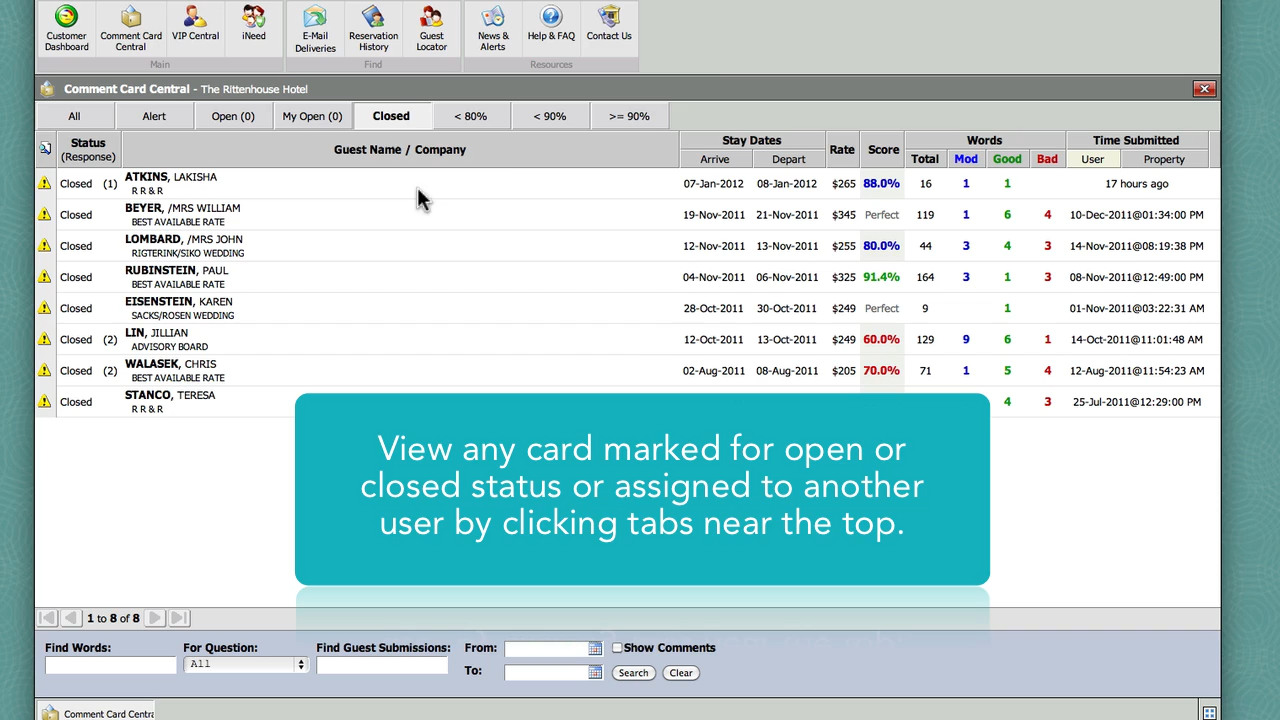 Customer Dashboard
Comment Card Central
VIP Central
iNeed
E-Mail Deliveries
Reservation History
Guest Locator
News & Alerts
Help & FAQ
Contact Us
Main
Find
Resources
Comment Card Central - The Rittenhouse Hotel
All Alert Open (0) My Open (0) Closed < 80% < 90% >= 90%
Status (Response) Guest Name / Company Stay Dates Rate Score Words Time Submitted
Arrive Depart Total Mod Good Bad User Property
Closed (1) ATKINS, LAKISHA 07-Jan-2012 08-Jan-2012 $265 88.0% 16 1 1 17 hours ago
R R & R
Closed BEYER, /MRS WILLIAM 19-Nov-2011 21-Nov-2011 $345 Perfect 119 1 6 4 10-Dec-2011@01:34:00 PM
BEST AVAILABLE RATE
Closed LOMBARD, /MRS JOHN 12-Nov-2011 13-Nov-2011 $255 80.0% 44 3 4 3 14-Nov-2011@08:19:38 PM
RIGTERINK/SIKO WEDDING
Closed RUBINSTEIN, PAUL 04-Nov-2011 06-Nov-2011 $325 91.4% 164 3 1 3 08-Nov-2011@12:49:00 PM
BEST AVAILABLE RATE
Closed EISENSTEIN, KAREN 28-Oct-2011 30-Oct-2011 $249 Perfect 9 1 01-Nov-2011@03:22:31 AM
SACKS/ROSEN WEDDING
Closed (2) LIN, JILLIAN 12-Oct-2011 13-Oct-2011 $249 60.0% 129 9 6 1 14-Oct-2011@11:01:48 AM
ADVISORY BOARD
Closed (2) WALASEK, CHRIS 02-Aug-2011 08-Aug-2011 $205 70.0% 71 1 5 4 12-Aug-2011@11:54:23 AM
BEST AVAILABLE RATE
Closed STANCO, TERESA 4 3 25-Jul-2011@12:29:00 PM
R R & R
View any card marked for open or
closed status or assigned to another
user by clicking tabs near the top.
1 to 8 of 8
Find Words: For Question: Find Guest Submissions: From: Show Comments
All
To: Search Clear
Comment Card Centra